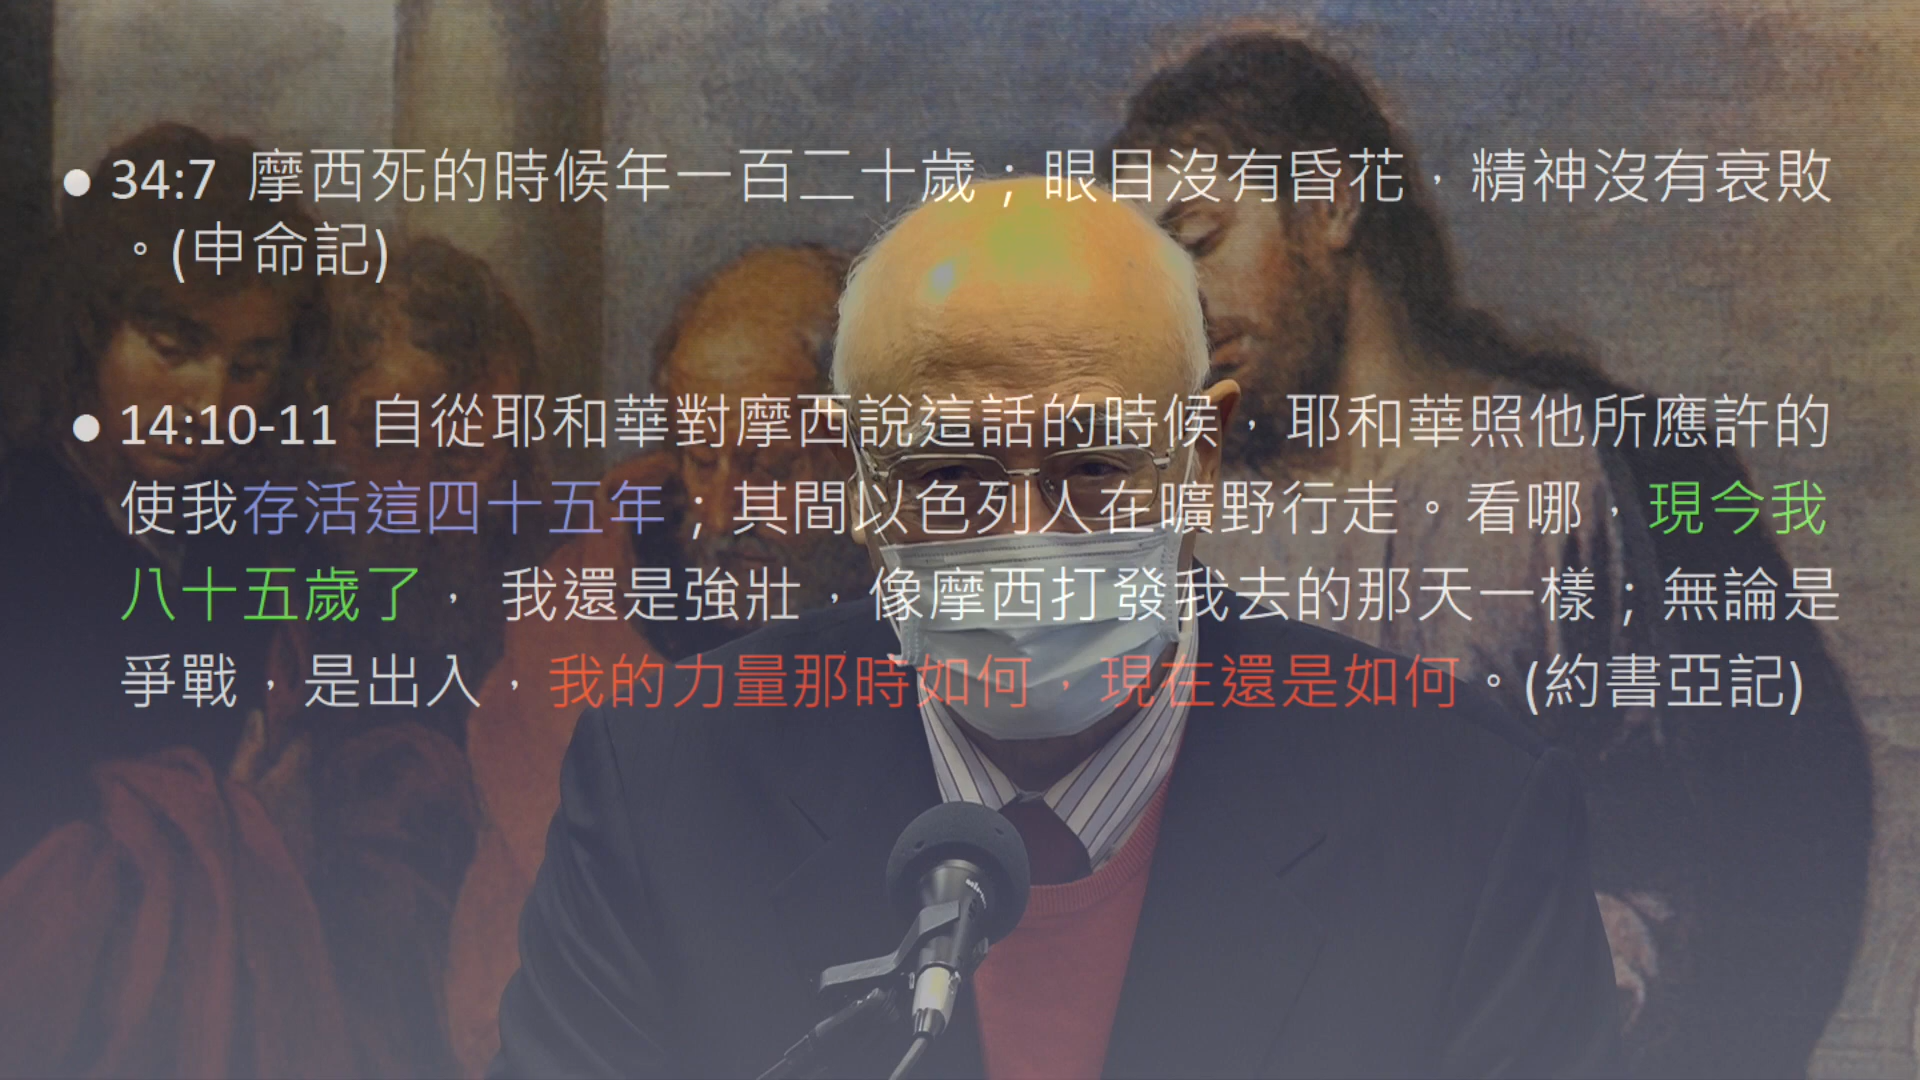 • 34:7 摩西死的時候年一百二十歲；眼目沒有昏花，精神沒有衰敗
。(申命記)
• 14:10-11 自從耶和華對摩西說這話的時候，耶和華照他所應許的
使我存活這四十五年；其間以色列人在曠野行走。看哪，現今我
八十五歲了， 我還是強壯，像摩西打發我去的那天一樣；無論是
爭戰，是出入，我的力量那時如何，現在還是如何。(約書亞記)